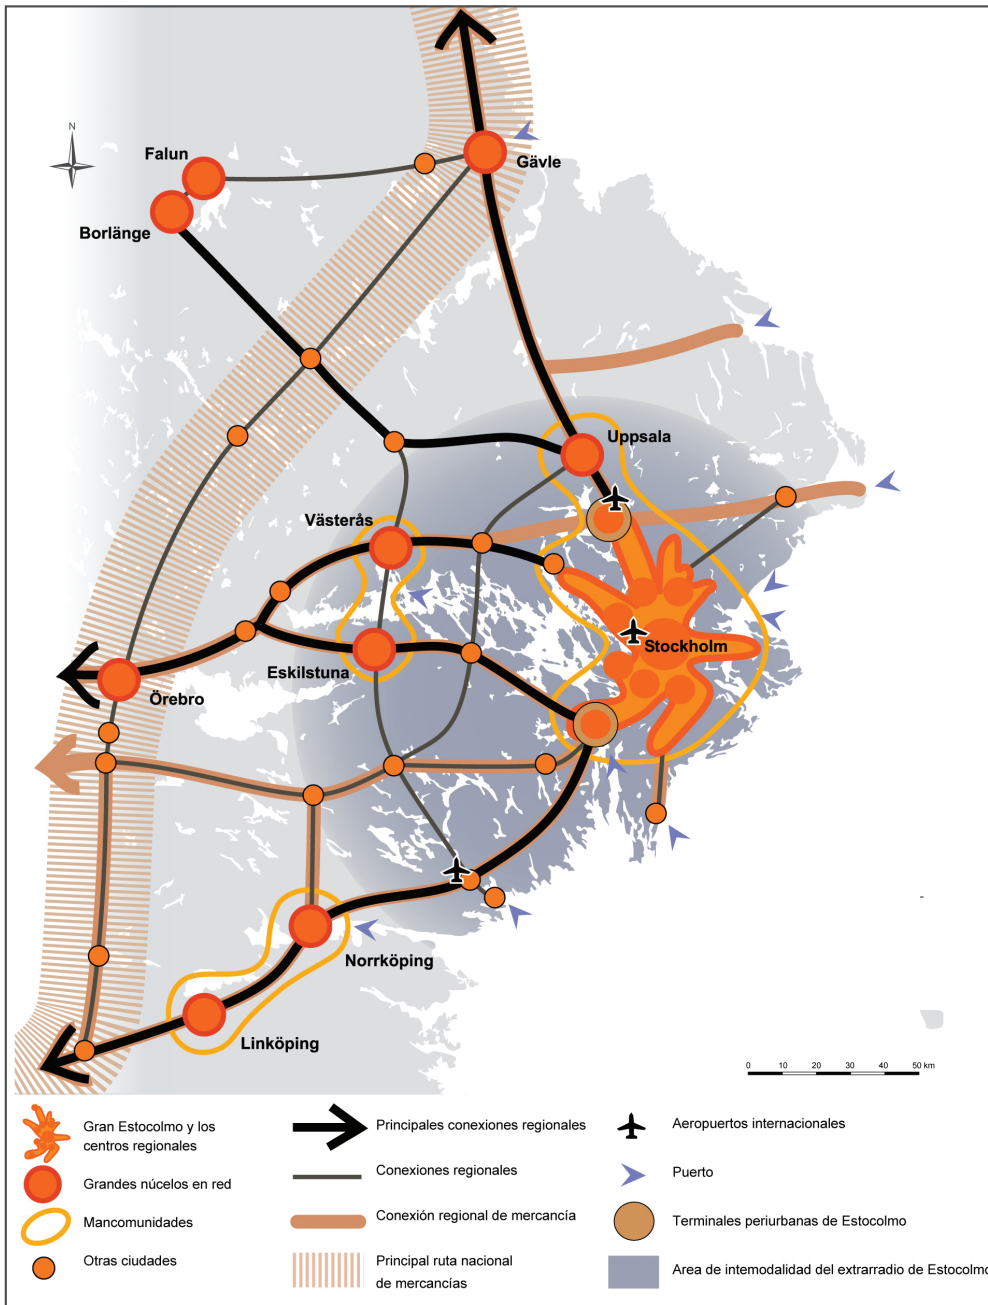 N
Falun
Gävle
Borlänge
Uppsala
Västerås
Stockholm
Eskilstuna
Örebro
Norrköping
Linköping
0 10 20 30 40 50 km
Gran Estocolmo y los
centros regionales
Grandes núcelos en red
Mancomunidades
Otras ciudades
Principales conexiones regionales
Conexiones regionales
Conexión regional de mercancía
Principal ruta nacional
de mercancías
Aeropuertos internacionales
Puerto
Terminales periurbanas de Estocolmo
Area de intemodalidad del extrarradio de Estocolmo